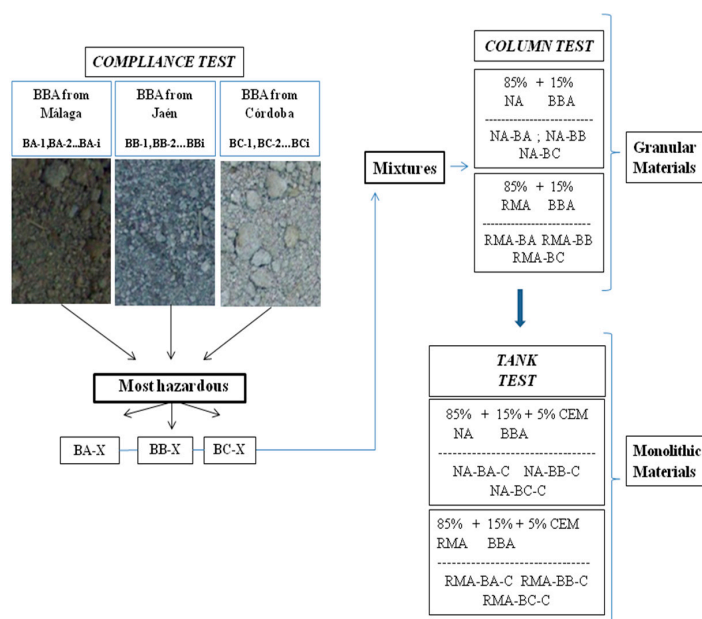 COMPLIANCE TEST
BBA from
Málaga
BA-1,BA-2...BA-i
BBA from
Jaén
BB-1,BB-2...BBi
BBA from
Córdoba
BC-1,BC-2...BCi
Most hazardous
BA-X
BB-X
BC-X
Mixtures
COLUMN TEST
85% + 15%
NA BBA
------------------------------
NA-BA ; NA-BB
NA-BC
85% + 15%
RMA BBA
------------------------------
RMA-BA RMA-BB
RMA-BC
Granular
Materials
TANK
TEST
85% + 15% + 5% CEM
NA BBA
------------------------------
NA-BA-C NA-BB-C
NA-BC-C
85% + 15% + 5% CEM
RMA BBA
------------------------------
RMA-BA-C RMA-BB-C
RMA-BC-C
Monolithic
Materials